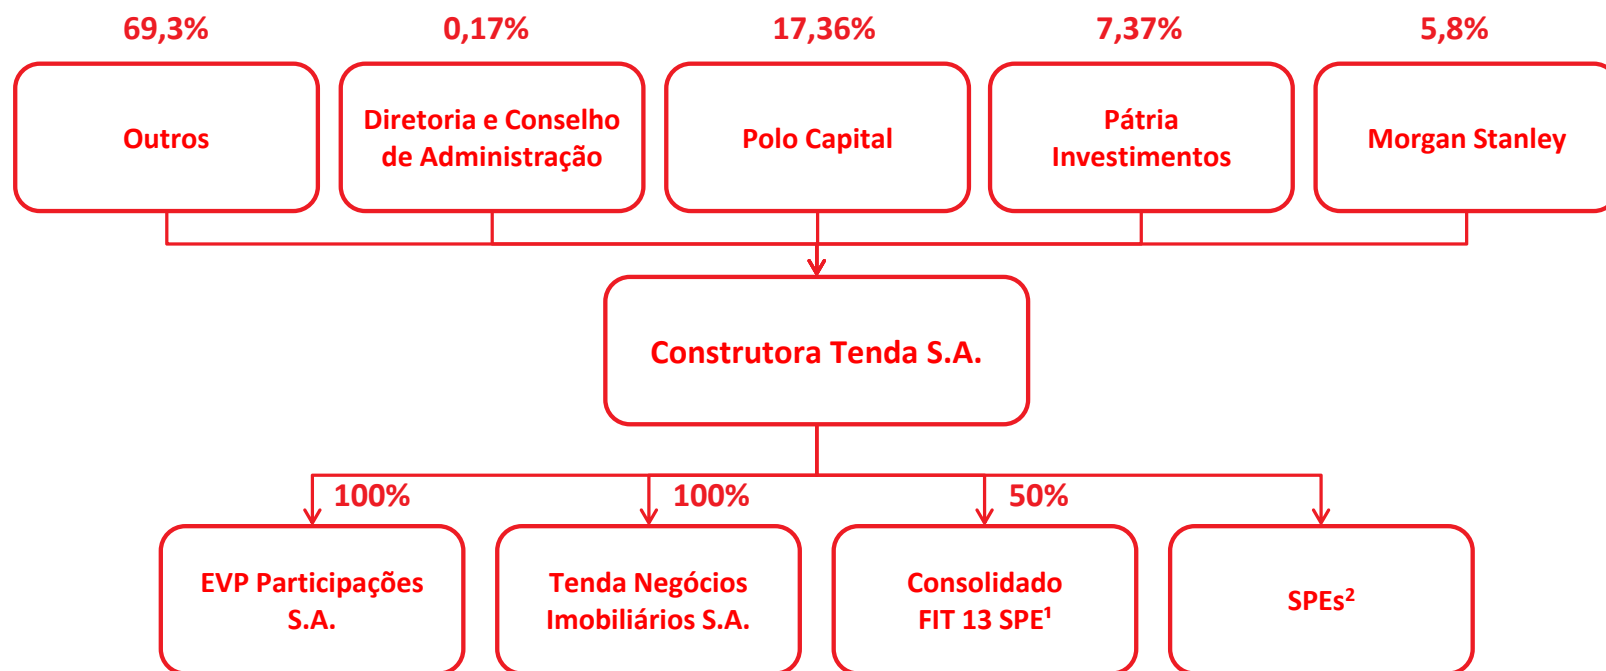 69,3%
0,17%
17,36%
7,37%
5,8%
Outros
Diretoria e Conselho
de Administração
Polo Capital
Pátria
Investimentos
Morgan Stanley
Construtora Tenda S.A.
100%
100%
50%
EVP Participações
S.A.
Tenda Negócios
Imobiliários S.A.
Consolidado
FIT 13 SPE¹
SPEs²